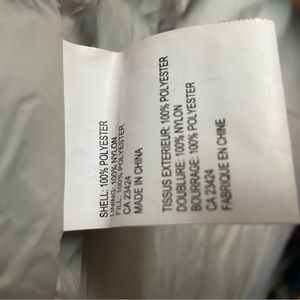 SHELL: 100% POLYESTER
LINING: 100% NYLON
FILL: 100% POLYESTER
CA 23424
MADE IN CHINA
TISSUS EXTERIEUR: 100% POLYESTER
DOUBLURE: 100% NYLON
BOURRAGE: 100% POLYESTER
CA 23424
FABRIQUE EN CHINE